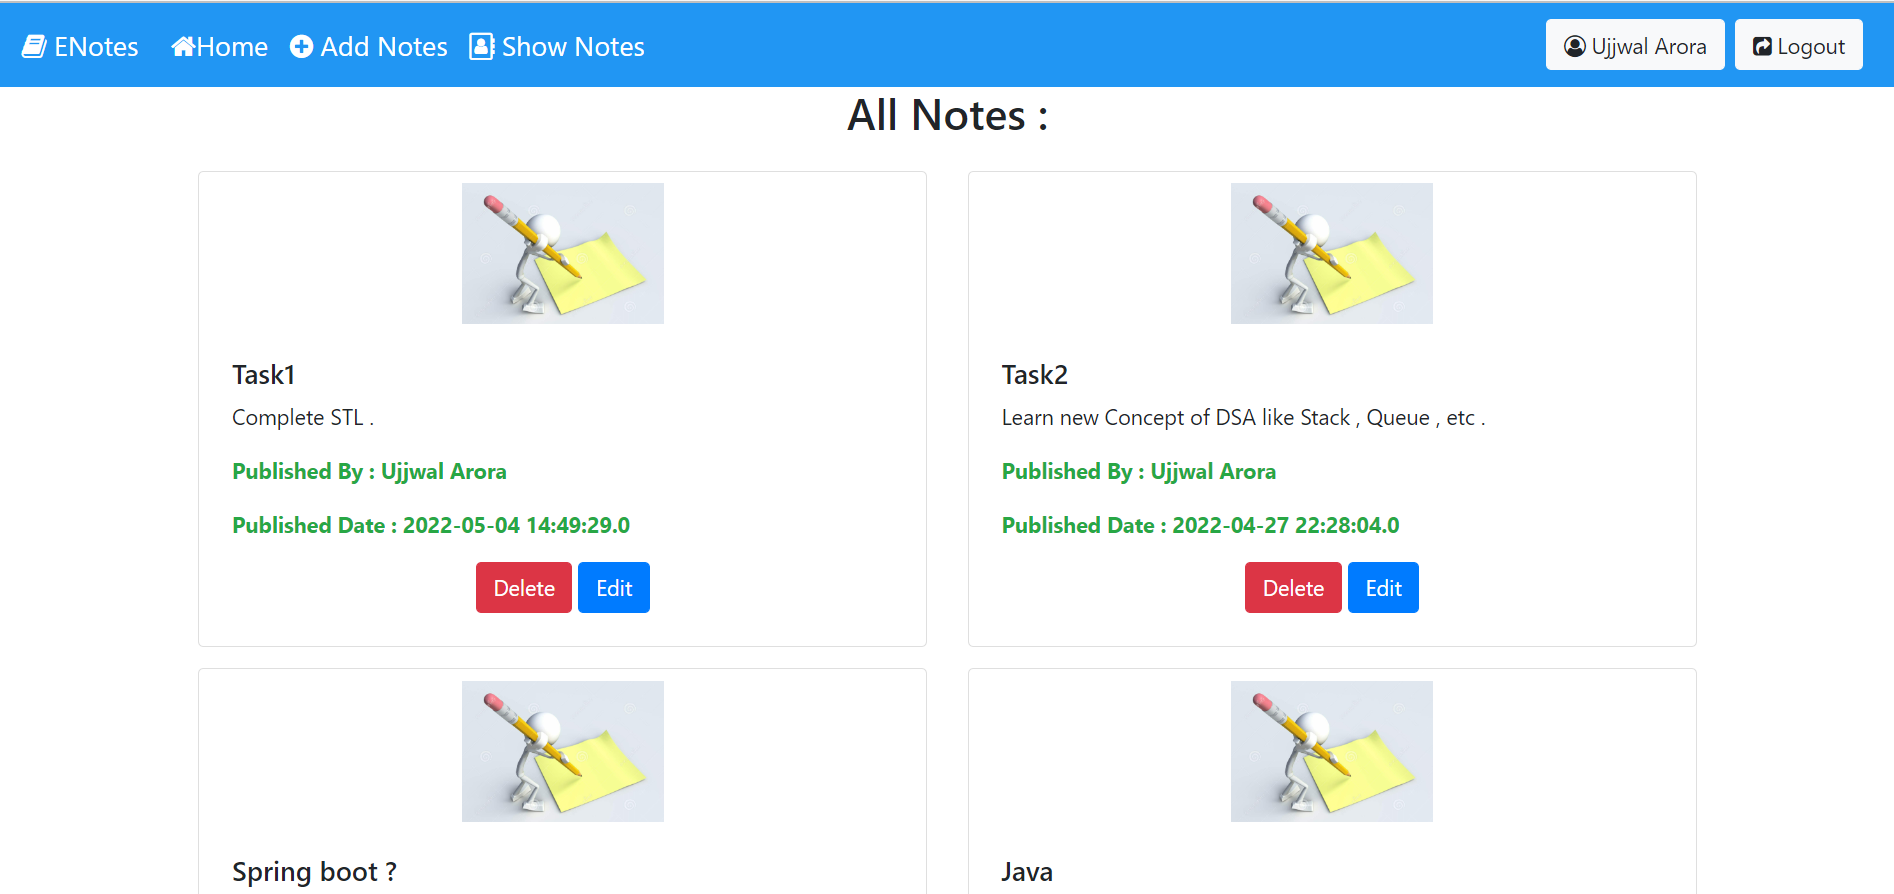 ENotes Home Add Notes Show Notes Ujjwal Arora Logout
All Notes :
Task1
Complete STL .
Published By : Ujjwal Arora
Published Date : 2022-05-04 14:49:29.0
Delete Edit
Task2
Learn new Concept of DSA like Stack , Queue , etc .
Published By : Ujjwal Arora
Published Date : 2022-04-27 22:28:04.0
Delete Edit
Spring boot ?
Java